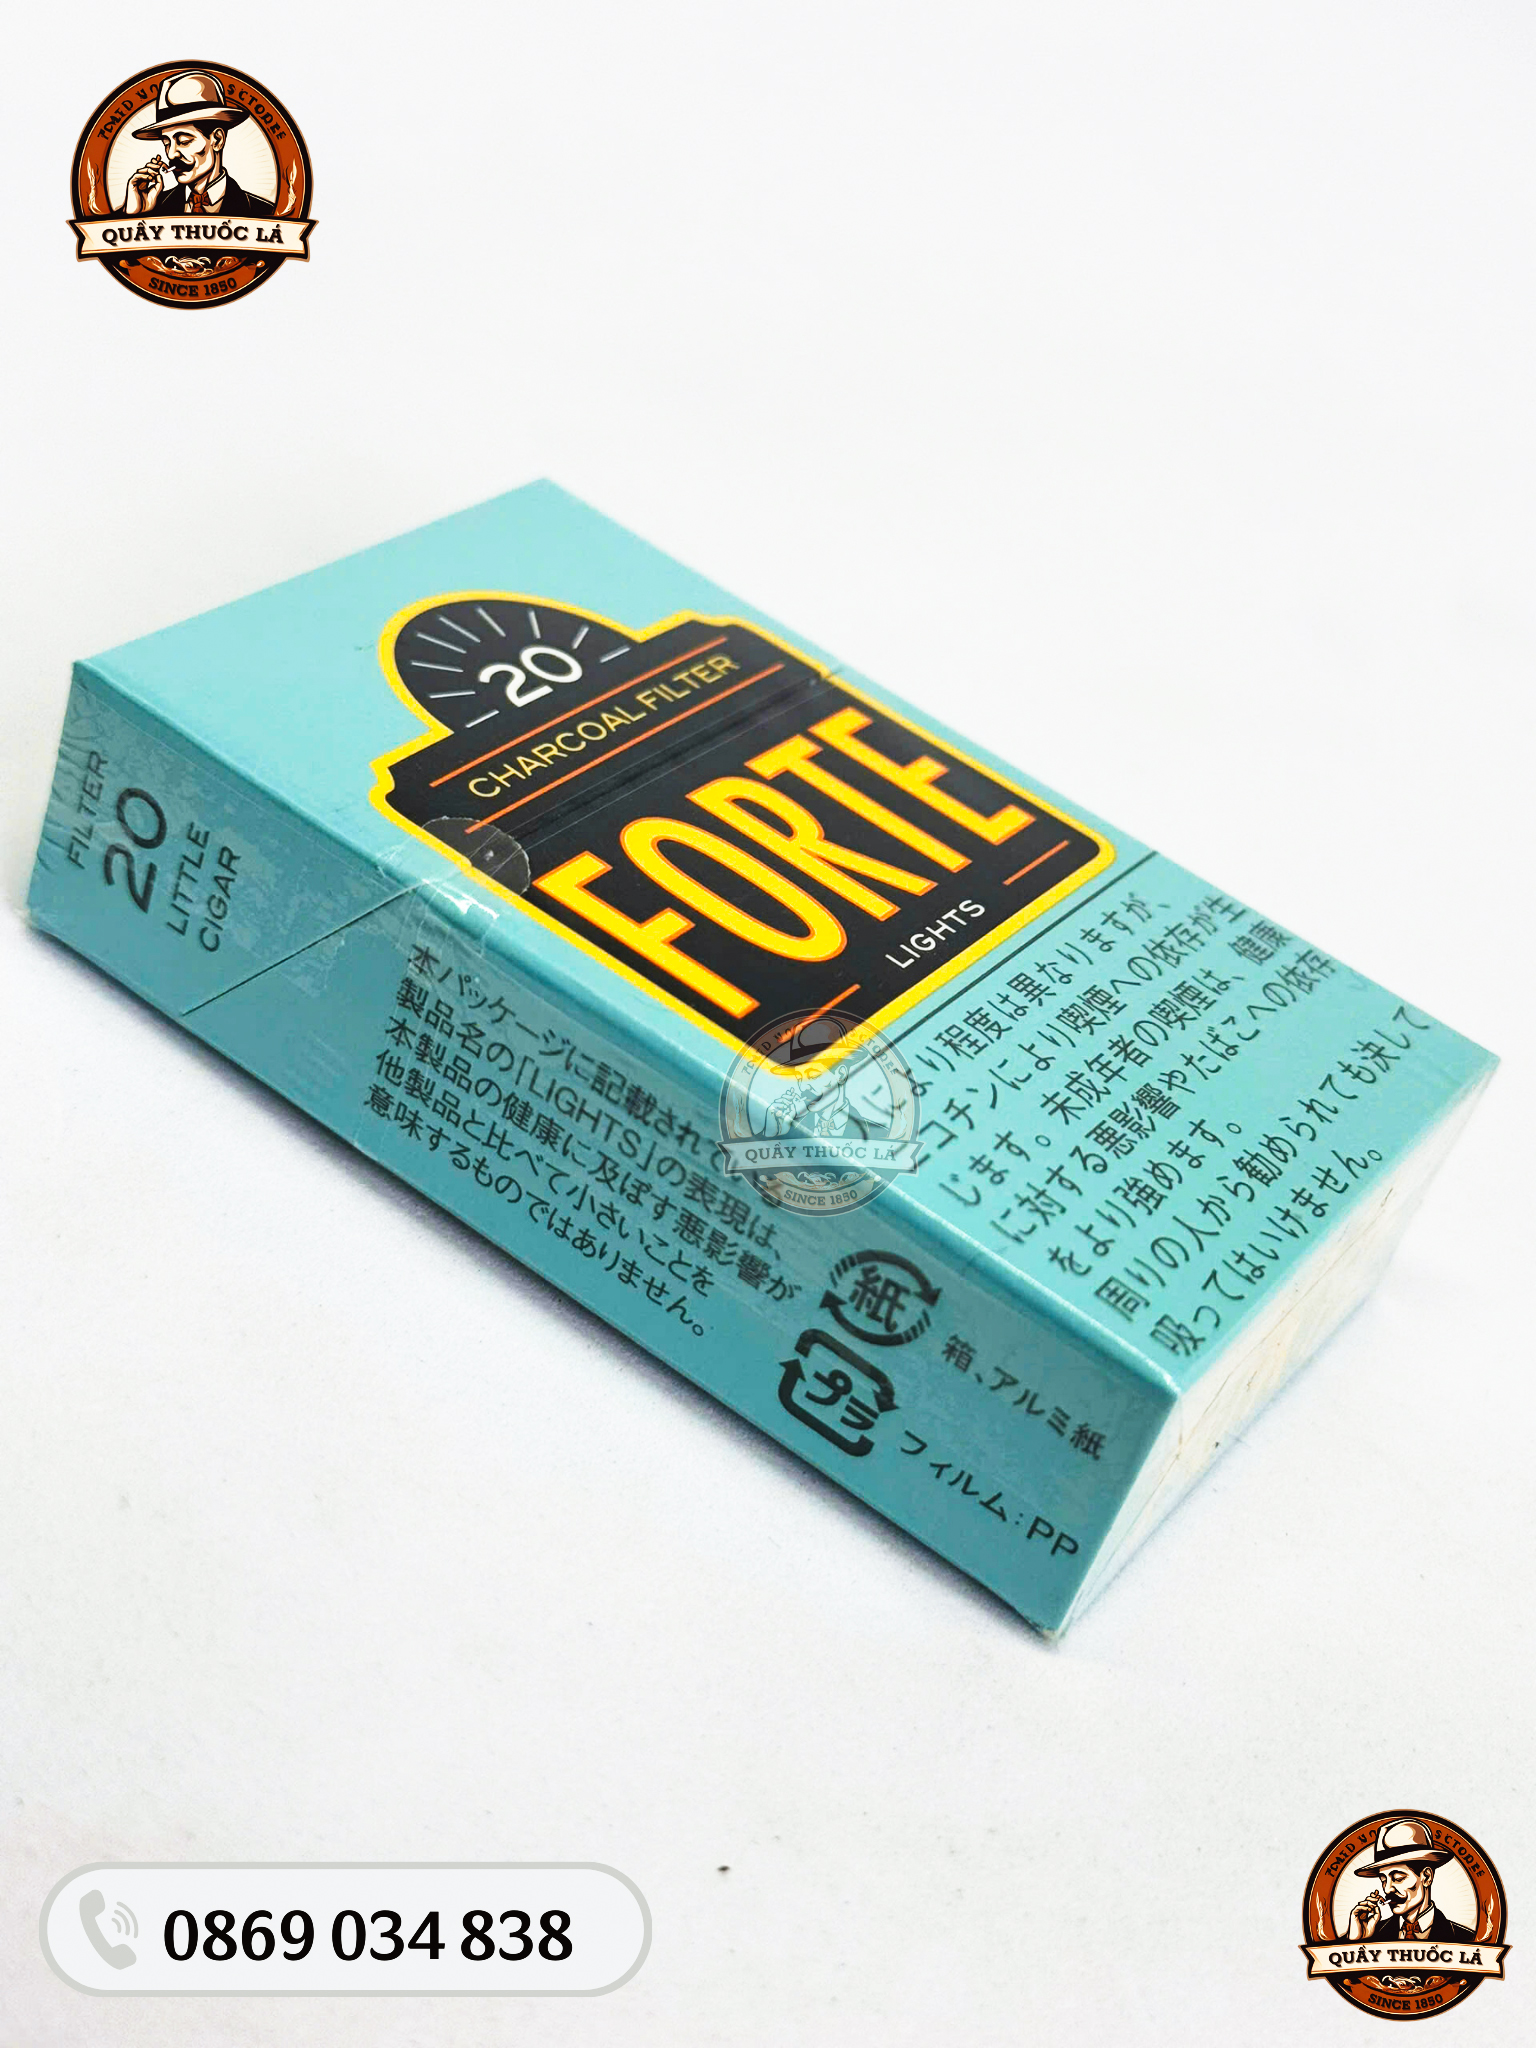 QUẦY THUỐC LÁ
SINCE 1850
20
CHARCOAL FILTER
FORTE
LIGHTS
FILTER
20
LITTLE
CIGAR
により程度は異なりますが、
ニコチンにより喫煙への依存が生
じます。未成年者の喫煙は、健康
に対する悪影響やたばこへの依存
をより強めます。
周りの人から勧められても決して
吸ってはいけません。
本パッケージに記載されて
製品名の「LIGHTS」の表現は、
本製品の健康に及ぼす悪影響が
他製品と比べて小さいことを
意味するものではありません。
紙
箱、アルミ紙
プラ
フィルム:PP
QUẦY THUỐC LÁ
SINCE 1850
0869 034 838
QUẦY THUỐC LÁ
SINCE 1850